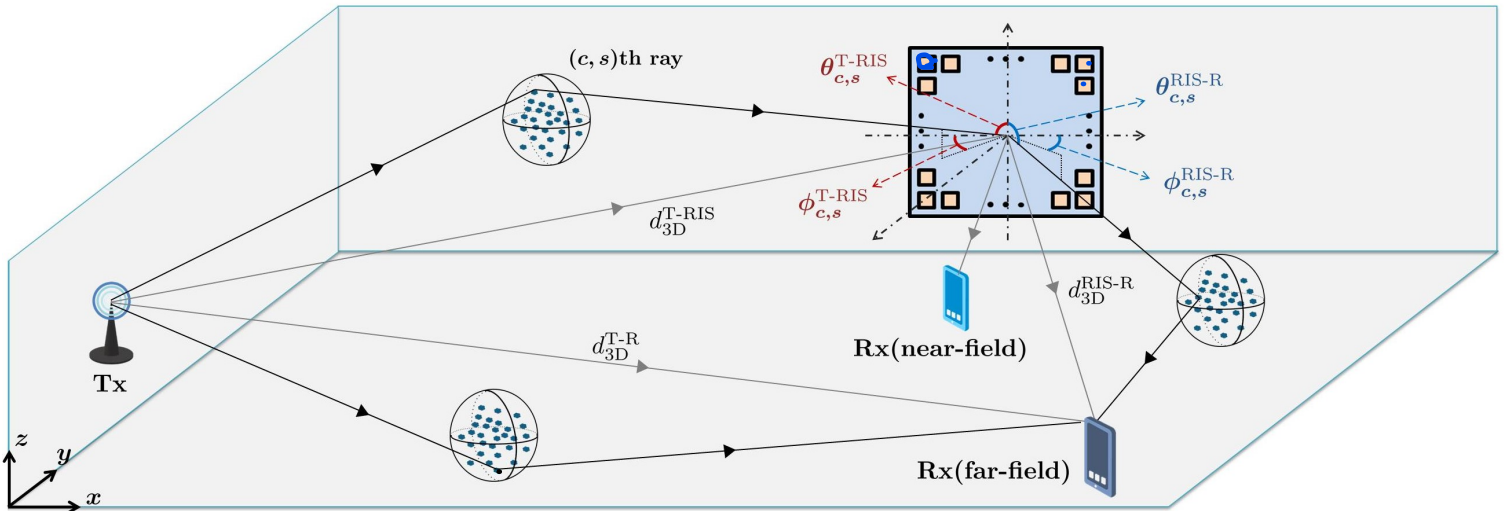 (c, s)th ray
θ_{c,s}^{T-RIS}
θ_{c,s}^{RIS-R}
ϕ_{c,s}^{T-RIS}
ϕ_{c,s}^{RIS-R}
d_{3D}^{T-RIS}
d_{3D}^{RIS-R}
d_{3D}^{T-R}
Rx(near-field)
Tx
Rx(far-field)
z
y
x